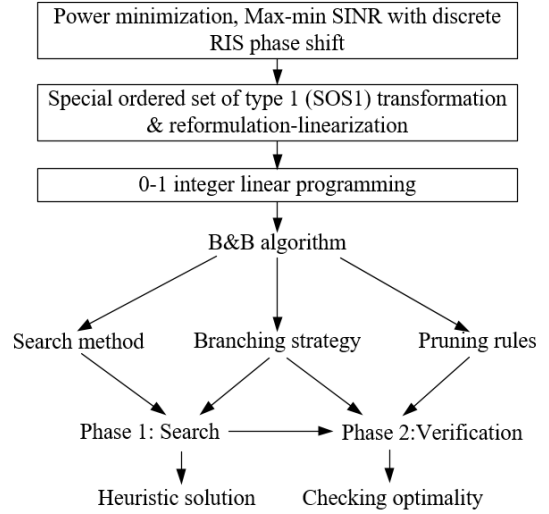 Power minimization, Max-min SINR with discrete
RIS phase shift
Special ordered set of type 1 (SOS1) transformation
& reformulation-linearization
0-1 integer linear programming
B&B algorithm
Search method
Branching strategy
Pruning rules
Phase 1: Search
Phase 2:Verification
Heuristic solution
Checking optimality